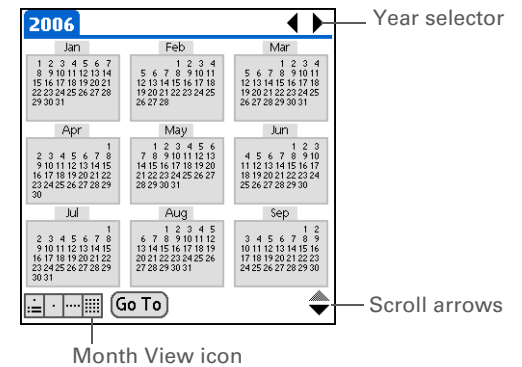 2006
Year selector
Jan Feb Mar
1 2 3 4 5 6 7 1 2 3 4 1 2 3 4
8 9 10 11 12 13 14 5 6 7 8 9 10 11 5 6 7 8 9 10 11
15 16 17 18 19 20 21 12 13 14 15 16 17 18 12 13 14 15 16 17 18
22 23 24 25 26 27 28 19 20 21 22 23 24 25 19 20 21 22 23 24 25
29 30 31 26 27 28 26 27 28 29 30 31
Apr May Jun
1 1 2 3 4 5 6 1 2 3
2 3 4 5 6 7 8 7 8 9 10 11 12 13 4 5 6 7 8 9 10
9 10 11 12 13 14 15 14 15 16 17 18 19 20 11 12 13 14 15 16 17
16 17 18 19 20 21 22 21 22 23 24 25 26 27 18 19 20 21 22 23 24
23 24 25 26 27 28 29 28 29 30 31 25 26 27 28 29 30
30
Jul Aug Sep
1 1 2 3 4 5 1 2
2 3 4 5 6 7 8 6 7 8 9 10 11 12 3 4 5 6 7 8 9
9 10 11 12 13 14 15 13 14 15 16 17 18 19 10 11 12 13 14 15 16
16 17 18 19 20 21 22 20 21 22 23 24 25 26 17 18 19 20 21 22 23
23 24 25 26 27 28 29 27 28 29 30 31 24 25 26 27 28 29 30
30 31
Go To
Scroll arrows
Month View icon